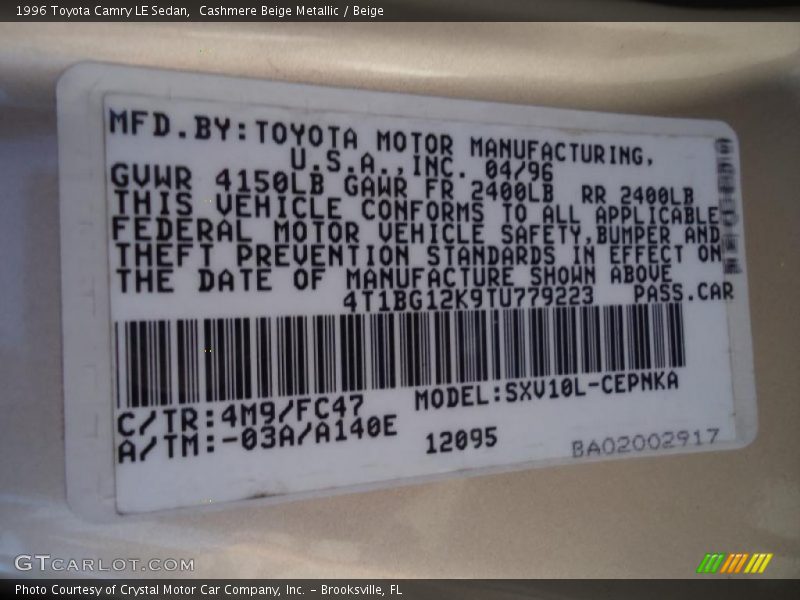 1996 Toyota Camry LE Sedan,  Cashmere Beige Metallic / Beige
MFD.BY:TOYOTA MOTOR MANUFACTURING,
U.S.A.,INC. 04/96
GVWR 4150LB GAWR FR 2400LB RR 2400LB
THIS VEHICLE CONFORMS TO ALL APPLICABLE
FEDERAL MOTOR VEHICLE SAFETY,BUMPER AND
THEFT PREVENTION STANDARDS IN EFFECT ON
THE DATE OF MANUFACTURE SHOWN ABOVE
4T1BG12K9TU779223 PASS.CAR
C/TR:4M9/FC47 MODEL:SXV10L-CEPNKA
A/TM:-03A/A140E 12095 BA02002917
GTCARLOT.COM
Photo Courtesy of Crystal Motor Car Company, Inc. – Brooksville, FL